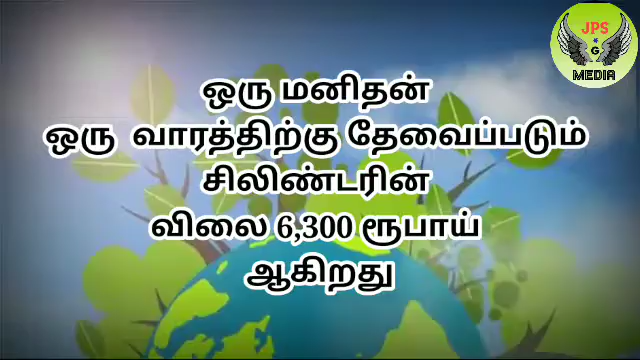 JPS
G
MEDIA
ஒரு மனிதன்
ஒரு வாரத்திற்கு தேவைப்படும்
சிலிண்டரின்
விலை 6,300 ரூபாய்
ஆகிறது